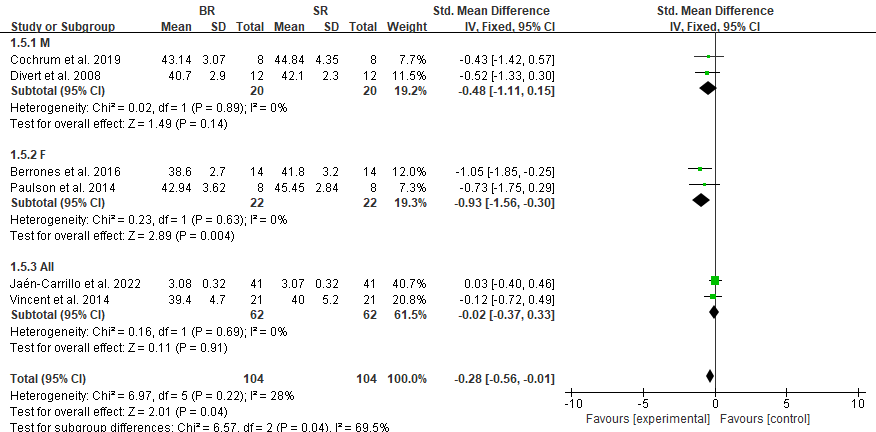 BR SR Std. Mean Difference Std. Mean Difference
Study or Subgroup Mean SD Total Mean SD Total Weight IV, Fixed, 95% CI IV, Fixed, 95% CI
1.5.1 M
Cochrum et al. 2019 43.14 3.07 8 44.84 4.35 8 7.7% -0.43 [-1.42, 0.57]
Divert et al. 2008 40.7 2.9 12 42.1 2.3 12 11.5% -0.52 [-1.33, 0.30]
Subtotal (95% CI) 20 20 19.2% -0.48 [-1.11, 0.15]
Heterogeneity: Chi² = 0.02, df = 1 (P = 0.89); I² = 0%
Test for overall effect: Z = 1.49 (P = 0.14)
1.5.2 F
Berrones et al. 2016 38.6 2.7 14 41.8 3.2 14 12.0% -1.05 [-1.85, -0.25]
Paulson et al. 2014 42.94 3.62 8 45.45 2.84 8 7.3% -0.73 [-1.75, 0.29]
Subtotal (95% CI) 22 22 19.3% -0.93 [-1.56, -0.30]
Heterogeneity: Chi² = 0.23, df = 1 (P = 0.63); I² = 0%
Test for overall effect: Z = 2.89 (P = 0.004)
1.5.3 All
Jaén-Carrillo et al. 2022 3.08 0.32 41 3.07 0.32 41 40.7% 0.03 [-0.40, 0.46]
Vincent et al. 2014 39.4 4.7 21 40 5.2 21 20.8% -0.12 [-0.72, 0.49]
Subtotal (95% CI) 62 62 61.5% -0.02 [-0.37, 0.33]
Heterogeneity: Chi² = 0.16, df = 1 (P = 0.69); I² = 0%
Test for overall effect: Z = 0.11 (P = 0.91)
Total (95% CI) 104 104 100.0% -0.28 [-0.56, -0.01]
Heterogeneity: Chi² = 6.97, df = 5 (P = 0.22); I² = 28%
-10 -5 0 5 10
Test for overall effect: Z = 2.01 (P = 0.04)
Favours [experimental] Favours [control]
Test for subgroup differences: Chi² = 6.57, df = 2 (P = 0.04), I² = 69.5%